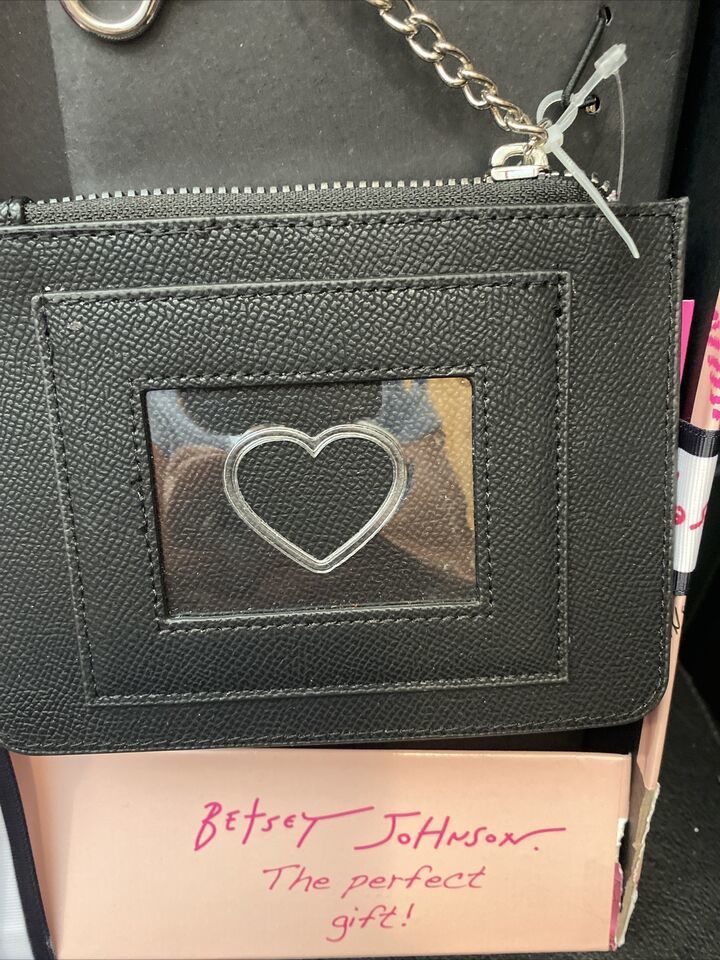 BETSEY JOHNSON.
The perfect
gift!